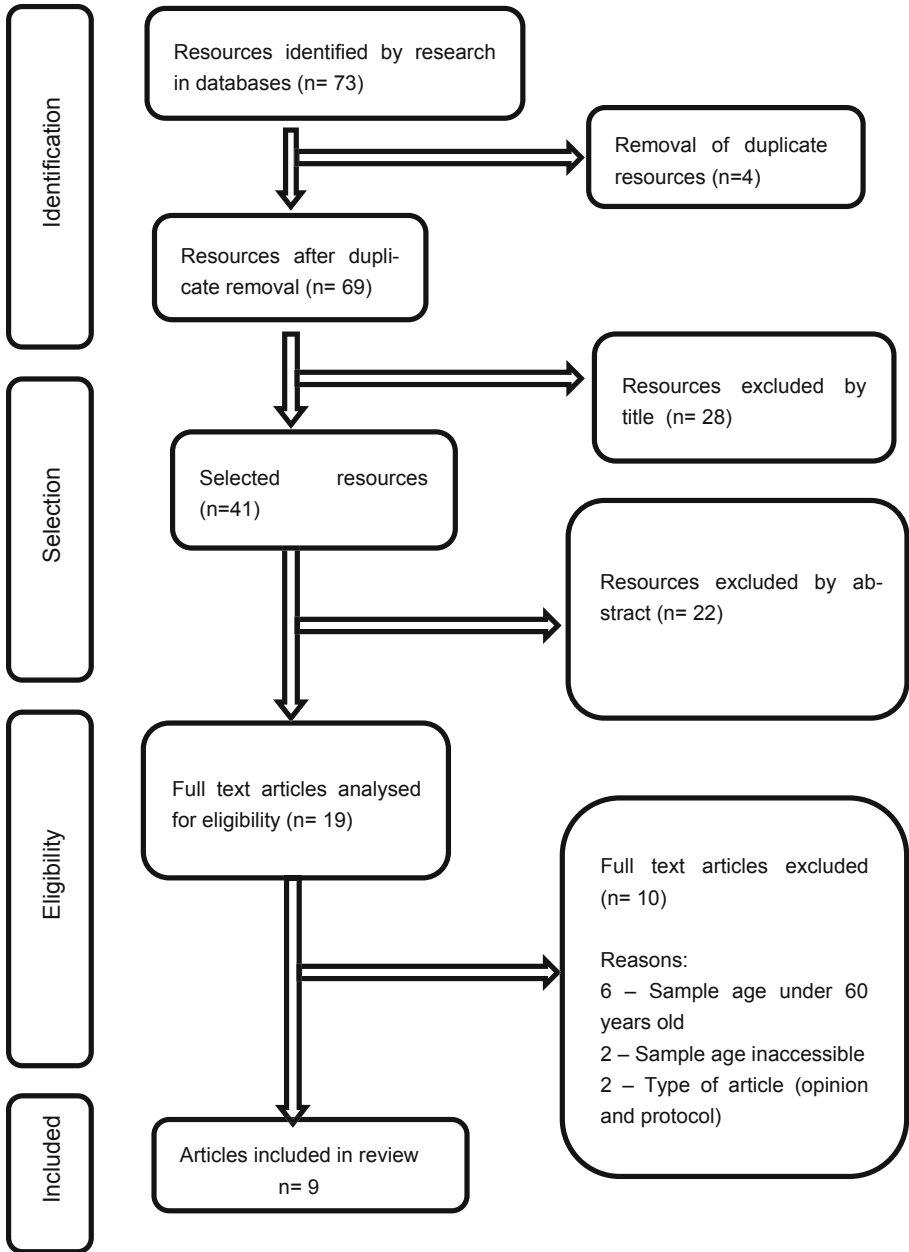 Identification
Resources identified by research
in databases (n= 73)
Removal of duplicate
resources (n=4)
Resources after dupli-
cate removal (n= 69)
Selection
Resources excluded by
title (n= 28)
Selected resources
(n=41)
Resources excluded by ab-
stract (n= 22)
Eligibility
Full text articles analysed
for eligibility (n= 19)
Full text articles excluded
(n= 10)
Reasons:
6 – Sample age under 60
years old
2 – Sample age inaccessible
2 – Type of article (opinion
and protocol)
Included
Articles included in review
n= 9